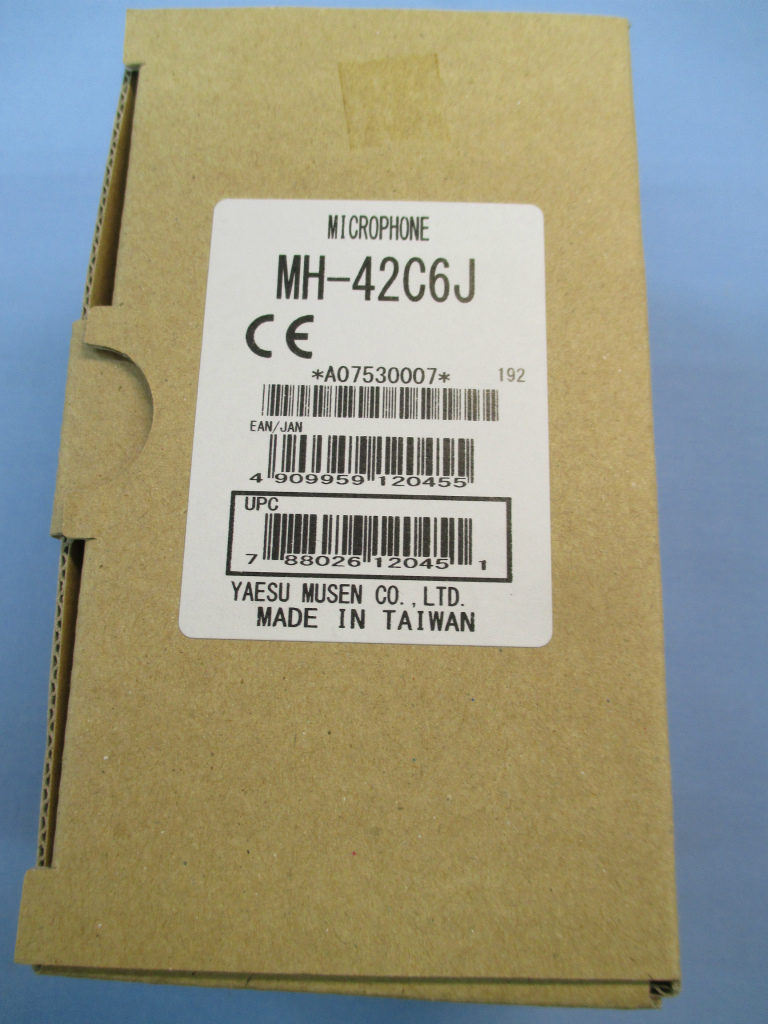 MICROPHONE
MH-42C6J
CE
*A07530007* 192
EAN/JAN
4 909959 120455
UPC
7 88026 12045 1
YAESU MUSEN CO.,LTD.
MADE IN TAIWAN